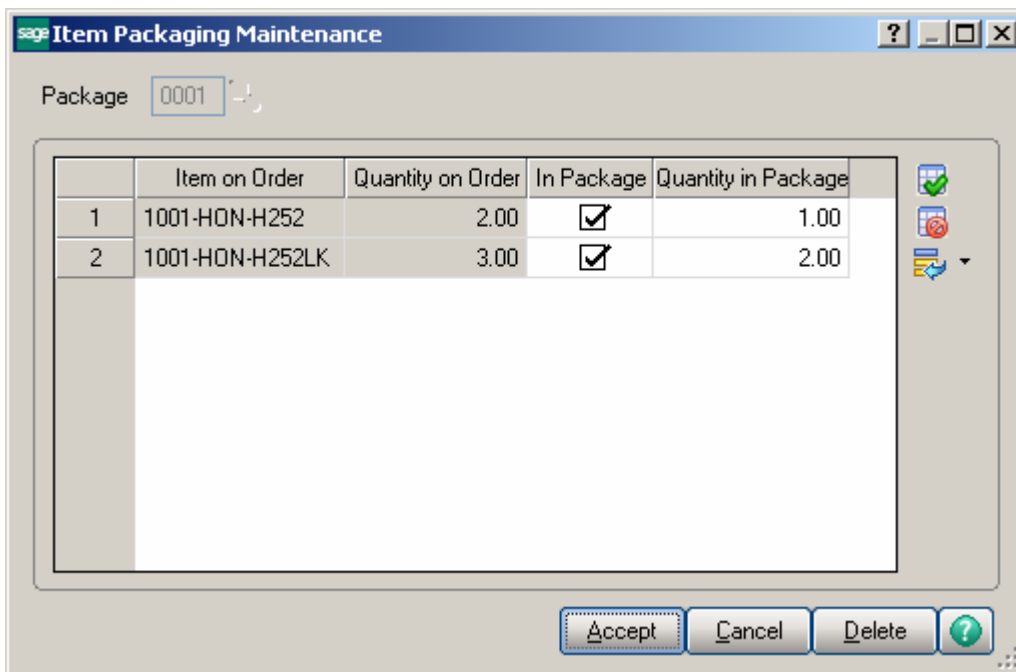 sage Item Packaging Maintenance ?
Package 0001
Item on Order Quantity on Order In Package Quantity in Package
1 1001-HON-H252 2.00 1.00
2 1001-HON-H252LK 3.00 2.00
Accept Cancel Delete ?